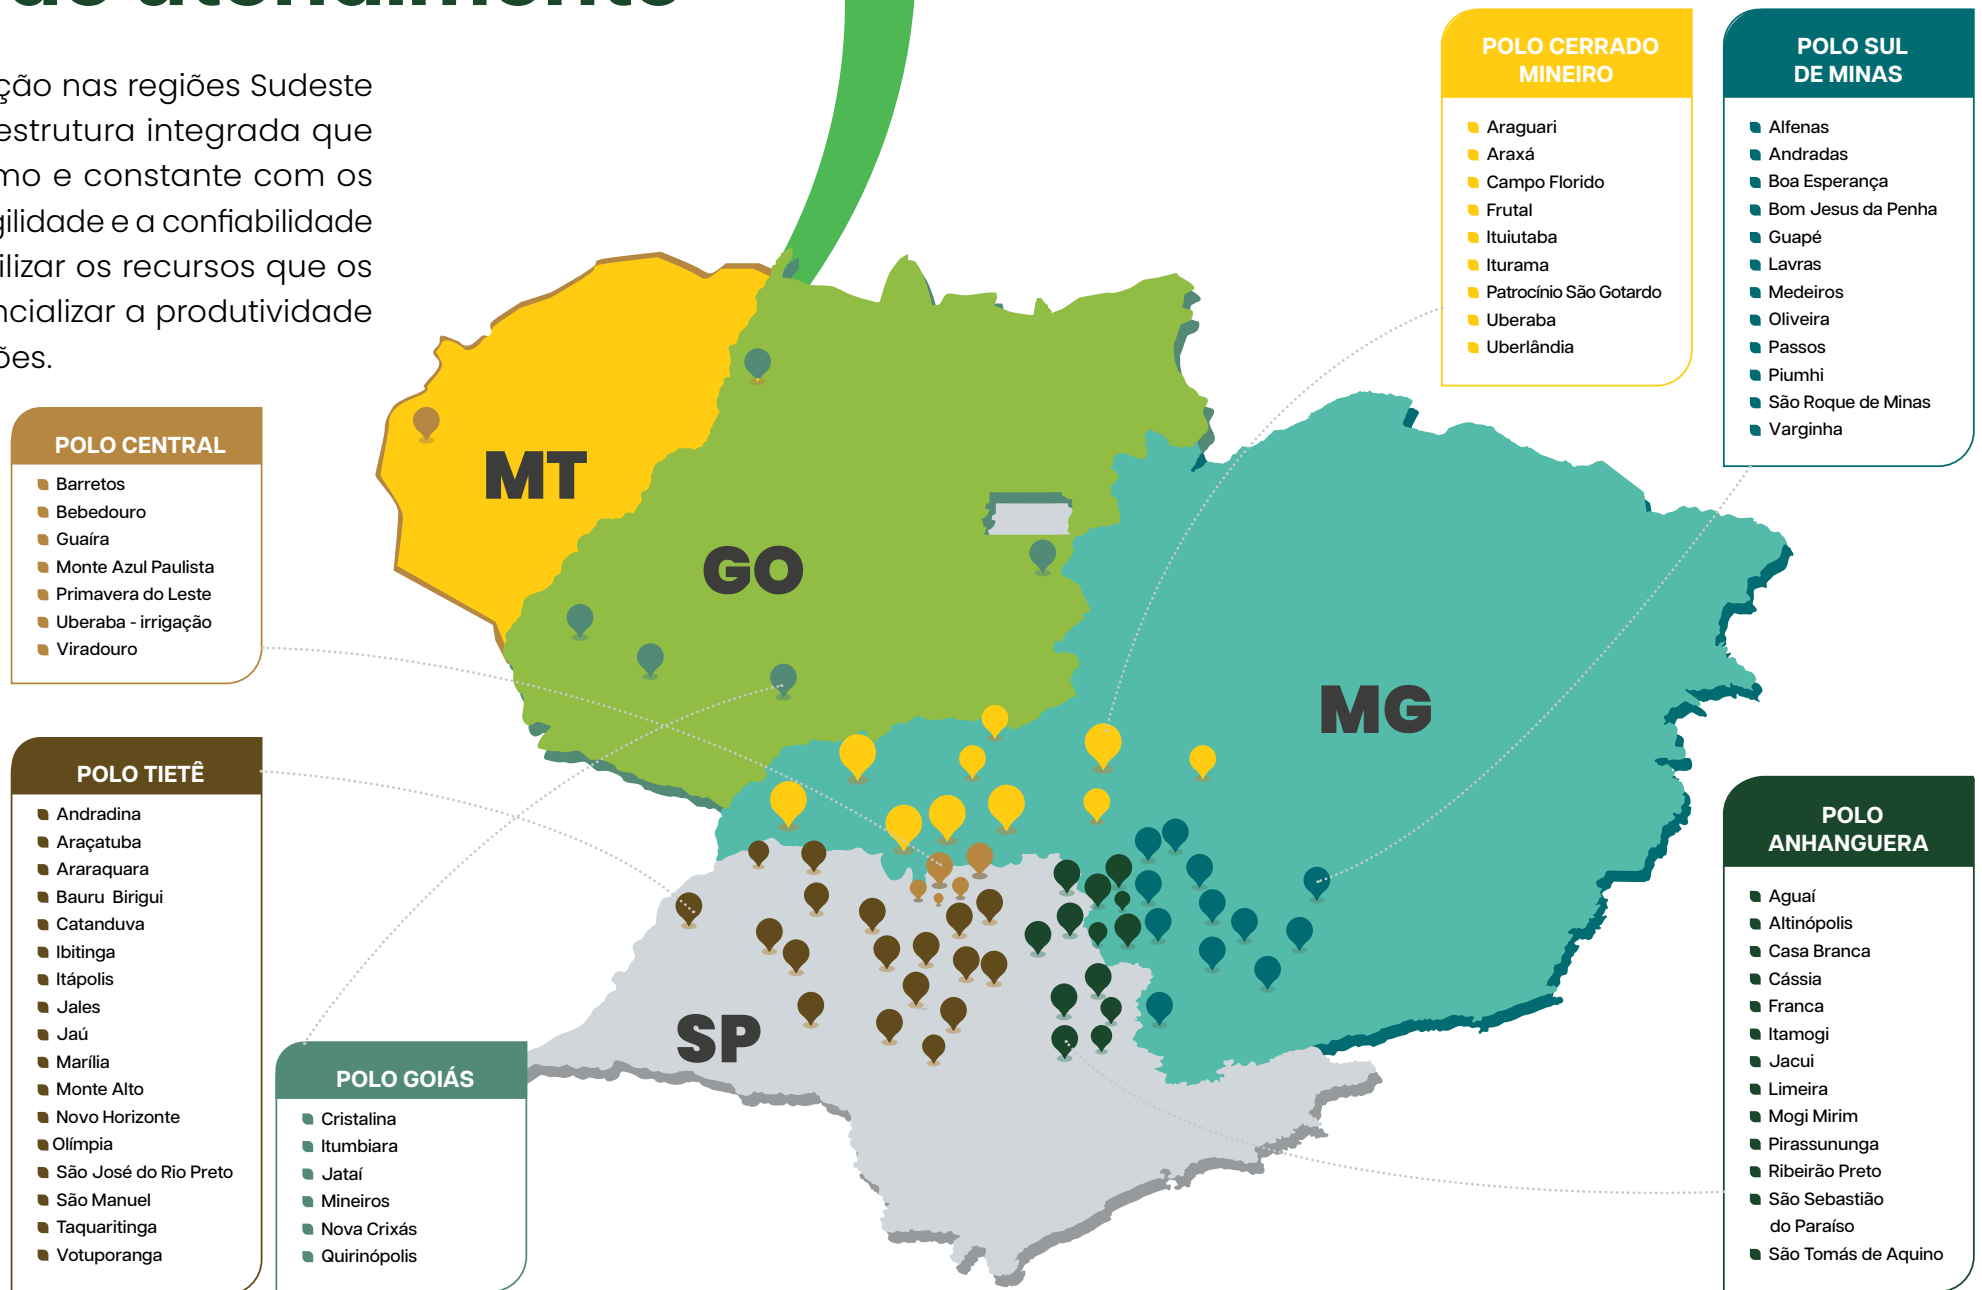 de atendimento
ção nas regiões Sudeste
estrutura integrada que
mo e constante com os
gilidade e a confiabilidade
ilizar os recursos que os
ncializar a produtividade
ões.
POLO CERRADO
MINEIRO
Araguari
Araxá
Campo Florido
Frutal
Ituiutaba
Iturama
Patrocínio São Gotardo
Uberaba
Uberlândia
POLO SUL
DE MINAS
Alfenas
Andradas
Boa Esperança
Bom Jesus da Penha
Guapé
Lavras
Medeiros
Oliveira
Passos
Piumhi
São Roque de Minas
Varginha
POLO CENTRAL
Barretos
Bebedouro
Guaíra
Monte Azul Paulista
Primavera do Leste
Uberaba - irrigação
Viradouro
MT
GO
MG
SP
POLO TIETÊ
Andradina
Araçatuba
Araraquara
Bauru Birigui
Catanduva
Ibitinga
Itápolis
Jales
Jaú
Marília
Monte Alto
Novo Horizonte
Olímpia
São José do Rio Preto
São Manuel
Taquaritinga
Votuporanga
POLO GOIÁS
Cristalina
Itumbiara
Jataí
Mineiros
Nova Crixás
Quirinópolis
POLO
ANHANGUERA
Aguaí
Altinópolis
Casa Branca
Cássia
Franca
Itamogi
Jacui
Limeira
Mogi Mirim
Pirassununga
Ribeirão Preto
São Sebastião
do Paraíso
São Tomás de Aquino